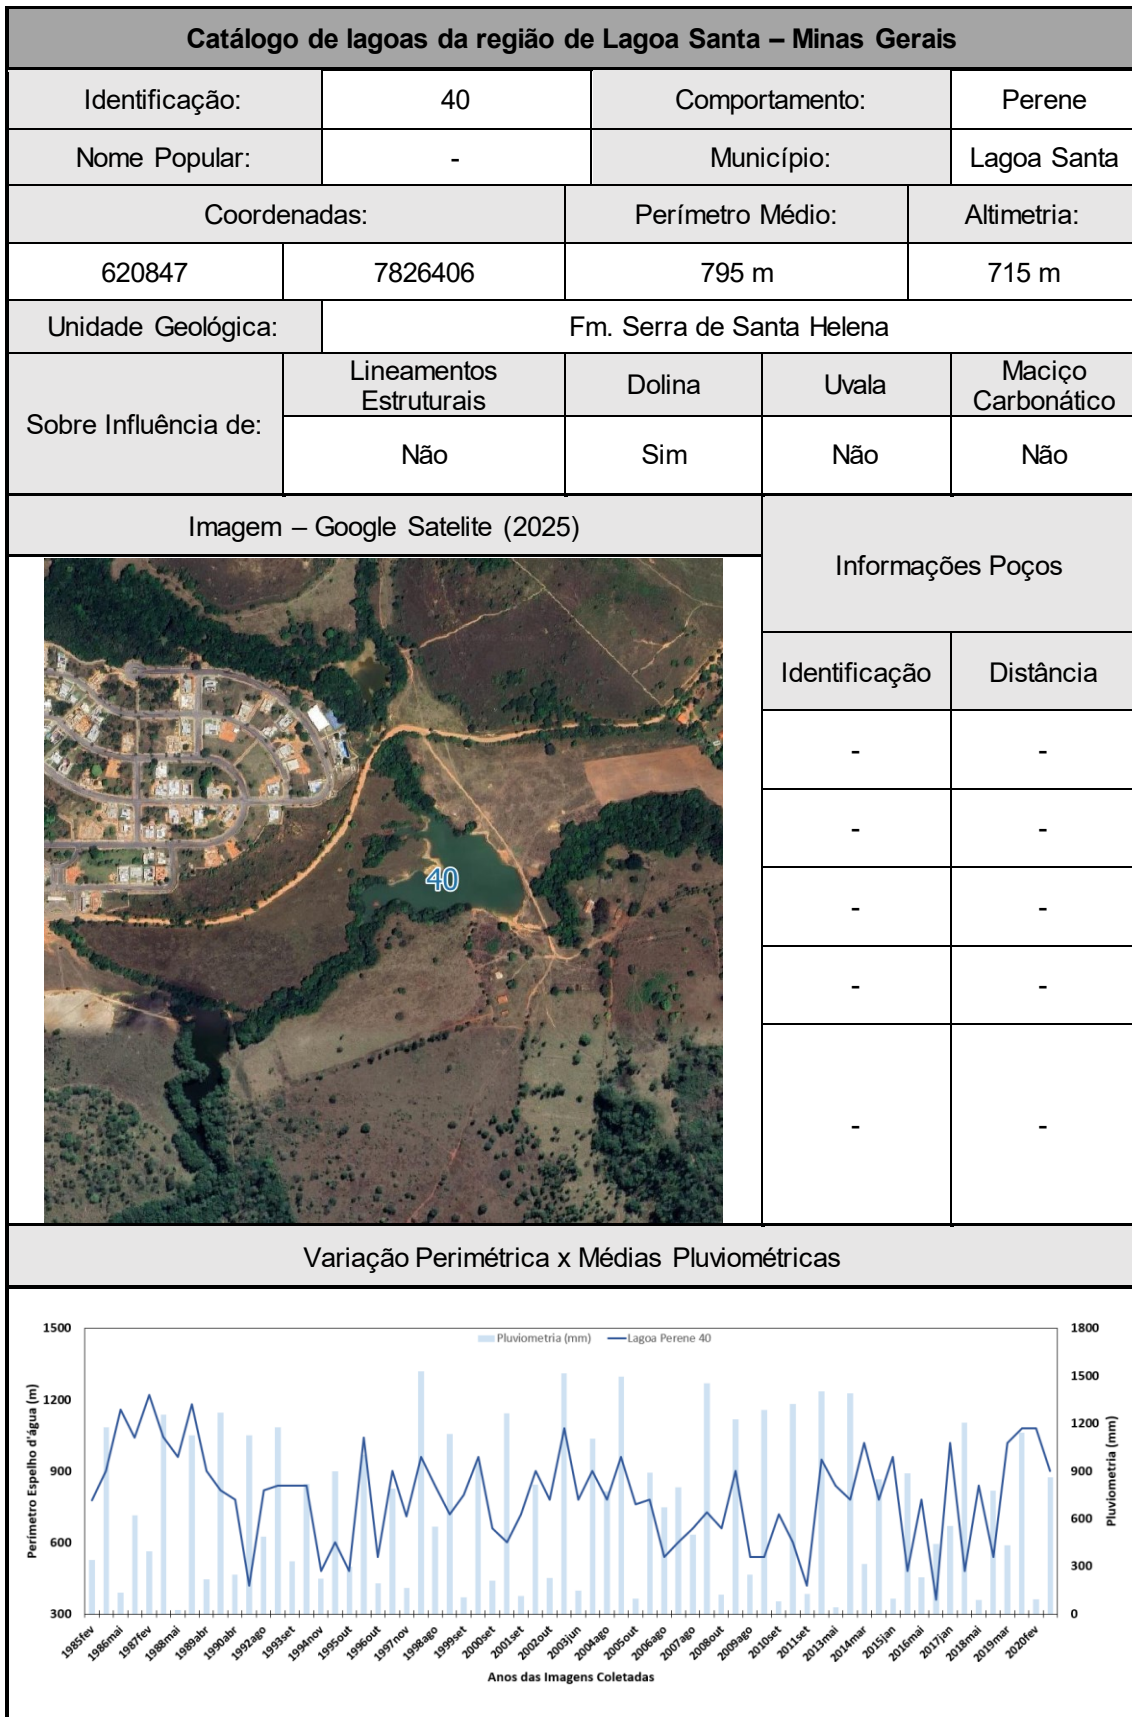 Catálogo de lagoas da região de Lagoa Santa – Minas Gerais
Identificação: 40 Comportamento: Perene
Nome Popular: - Município: Lagoa Santa
Coordenadas: Perímetro Médio: Altimetria:
620847 7826406 795 m 715 m
Unidade Geológica: Fm. Serra de Santa Helena
Sobre Influência de:
Lineamentos Estruturais Dolina Uvala Maciço Carbonático
Não Sim Não Não
Imagem – Google Satelite (2025)
Informações Poços
Identificação Distância
- -
- -
- -
- -
- -
40
Variação Perimétrica x Médias Pluviométricas
Pluviometria (mm) Lagoa Perene 40
Perímetro Espelho d'água (m)
1500
1200
900
600
300
1800
1500
1200
900
600
300
0
Pluviometria (mm)
1985fev 1986mai 1987fev 1988mai 1989abr 1990abr 1992ago 1993set 1994nov 1995out 1996out 1997nov 1998ago 1999set 2000set 2001set 2002out 2003jun 2004ago 2005out 2006ago 2007ago 2008out 2009ago 2010set 2011set 2013mai 2014mar 2015jan 2016mai 2017jan 2018mai 2019mar 2020fev
Anos das Imagens Coletadas